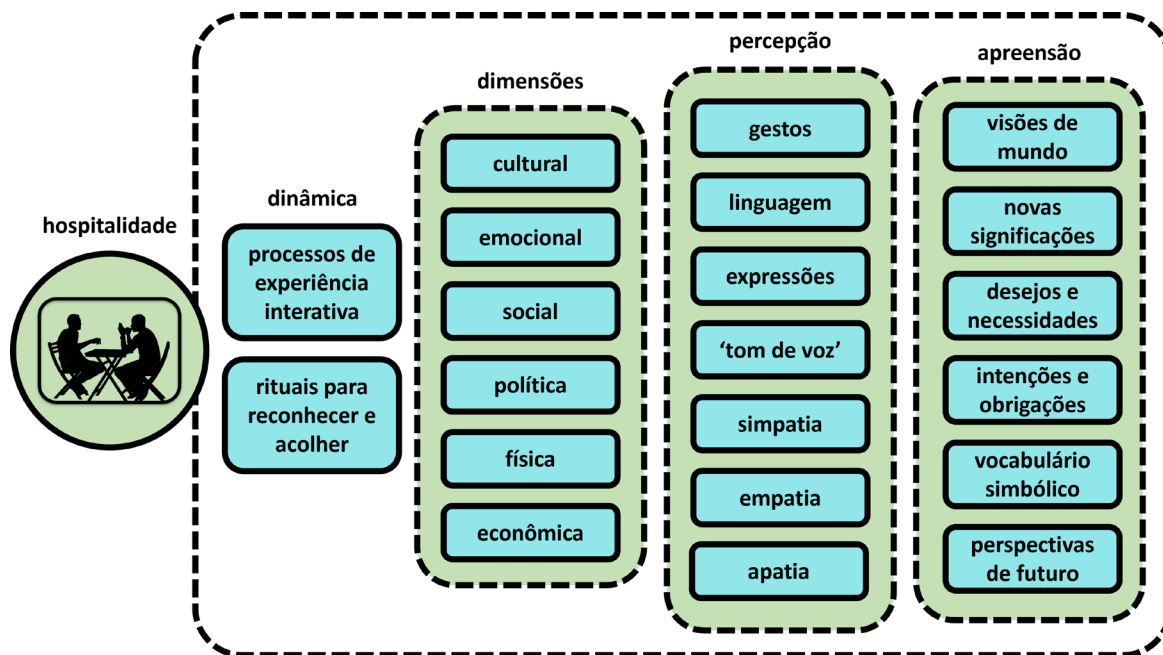 hospitalidade
dinâmica
processos de
experiência
interativa
rituais para
reconhecer e
acolher
dimensões
cultural
emocional
social
política
física
econômica
percepção
gestos
linguagem
expressões
‘tom de voz’
simpatia
empatia
apatia
apreensão
visões de
mundo
novas
significações
desejos e
necessidades
intenções e
obrigações
vocabulário
simbólico
perspectivas
de futuro